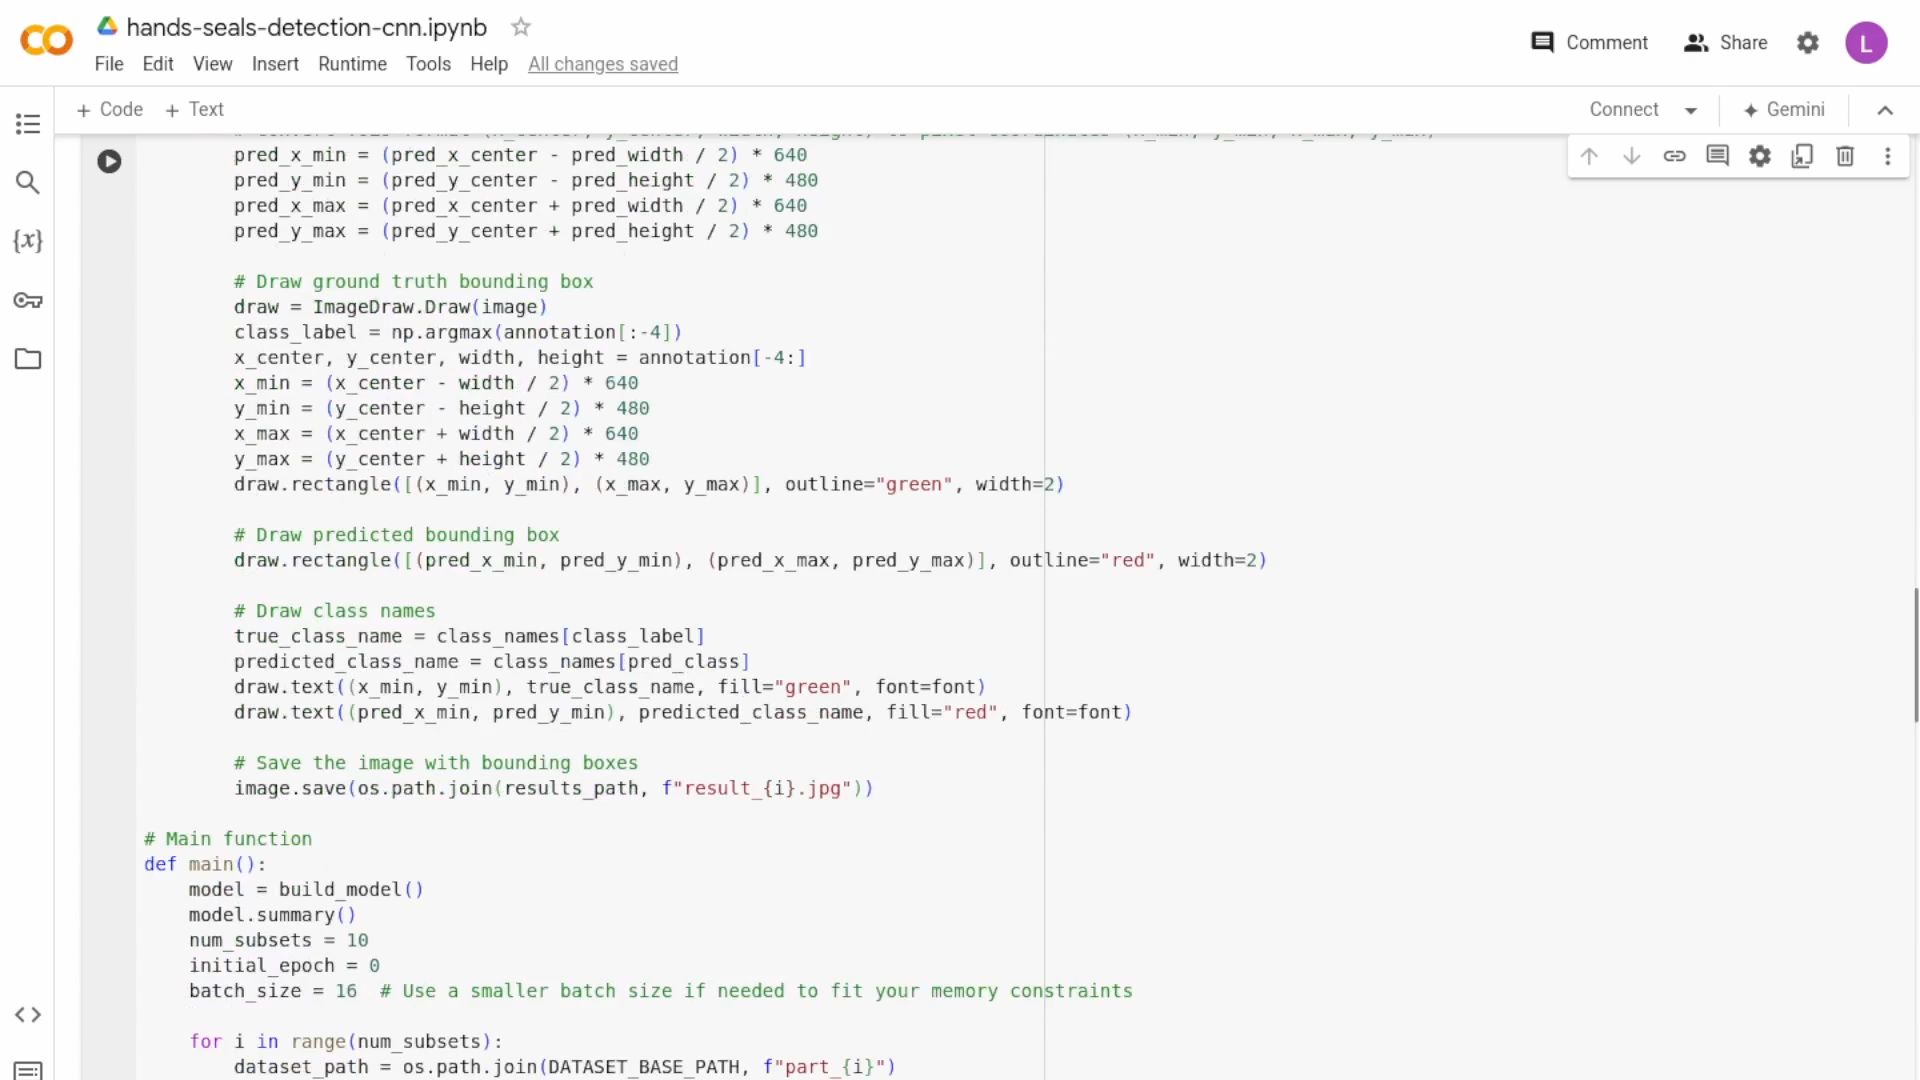 hands-seals-detection-cnn.ipynb
Comment
Share
L
File Edit View Insert Runtime Tools Help All changes saved
+ Code + Text
Connect
Gemini
pred_x_min = (pred_x_center - pred_width / 2) * 640
pred_y_min = (pred_y_center - pred_height / 2) * 480
pred_x_max = (pred_x_center + pred_width / 2) * 640
pred_y_max = (pred_y_center + pred_height / 2) * 480
# Draw ground truth bounding box
draw = ImageDraw.Draw(image)
class_label = np.argmax(annotation[:-4])
x_center, y_center, width, height = annotation[-4:]
x_min = (x_center - width / 2) * 640
y_min = (y_center - height / 2) * 480
x_max = (x_center + width / 2) * 640
y_max = (y_center + height / 2) * 480
draw.rectangle([(x_min, y_min), (x_max, y_max)], outline="green", width=2)
# Draw predicted bounding box
draw.rectangle([(pred_x_min, pred_y_min), (pred_x_max, pred_y_max)], outline="red", width=2)
# Draw class names
true_class_name = class_names[class_label]
predicted_class_name = class_names[pred_class]
draw.text((x_min, y_min), true_class_name, fill="green", font=font)
draw.text((pred_x_min, pred_y_min), predicted_class_name, fill="red", font=font)
# Save the image with bounding boxes
image.save(os.path.join(results_path, f"result_{i}.jpg"))
# Main function
def main():
model = build_model()
model.summary()
num_subsets = 10
initial_epoch = 0
batch_size = 16 # Use a smaller batch size if needed to fit your memory constraints
for i in range(num_subsets):
dataset_path = os.path.join(DATASET_BASE_PATH, f"part_{i}")